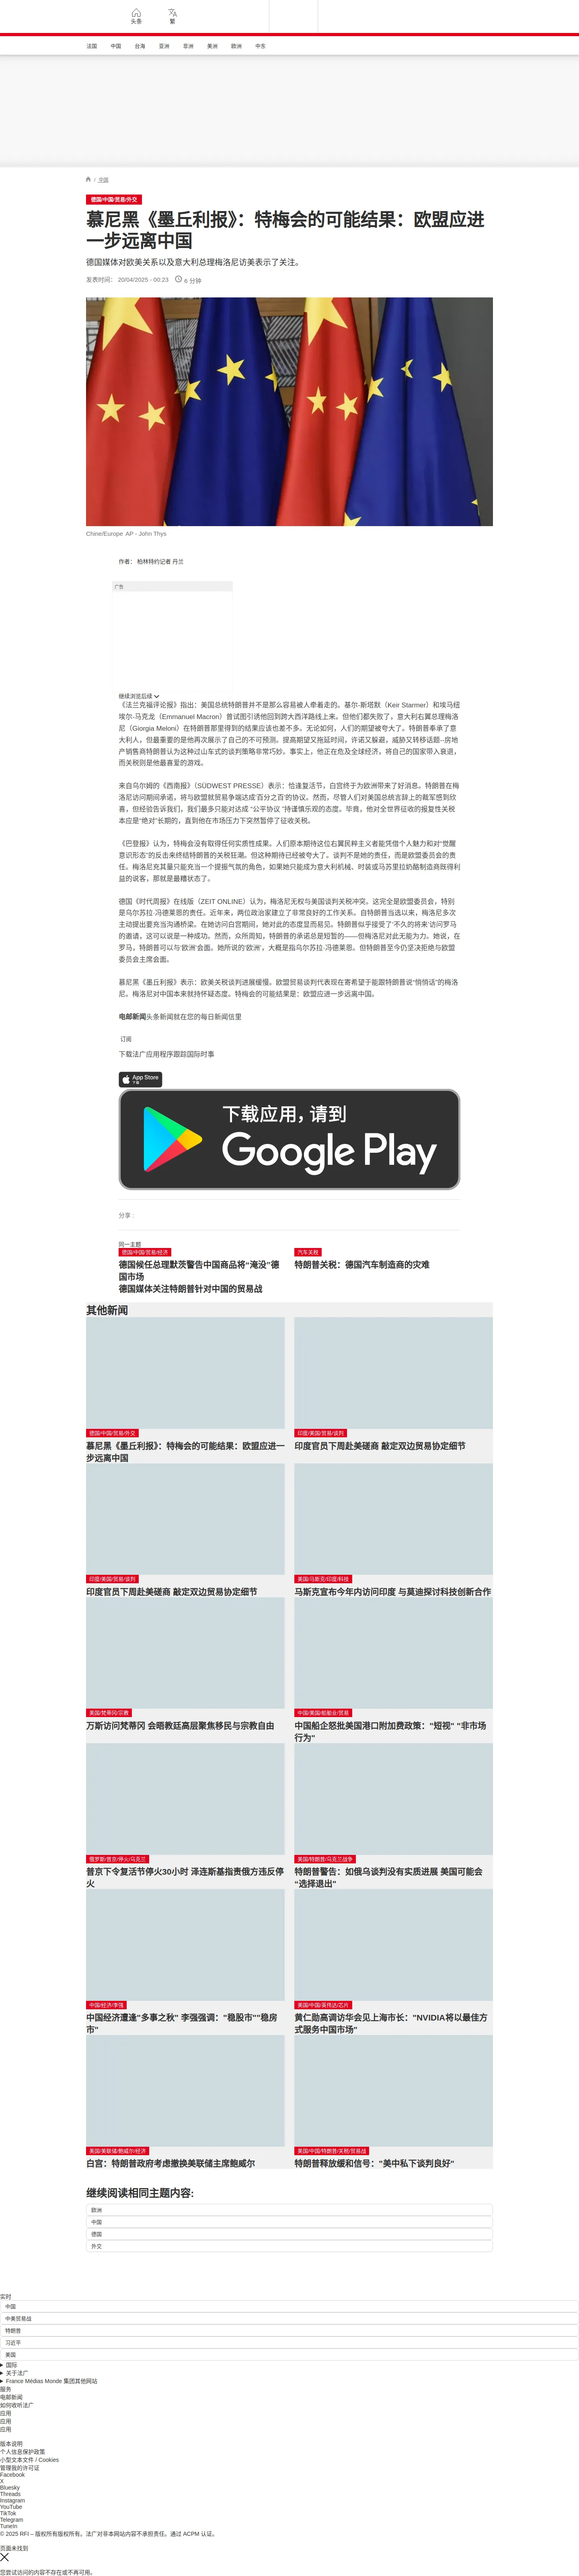 头条
繁
法国
中国
台海
亚洲
非洲
美洲
欧洲
中东
/ 中国
德国/中国/贸易/外交
慕尼黑《墨丘利报》：特梅会的可能结果：欧盟应进
一步远离中国
德国媒体对欧美关系以及意大利总理梅洛尼访美表示了关注。
发表时间： 20/04/2025 - 00:23
6 分钟
Chine/Europe AP - John Thys
作者： 柏林特约记者 丹兰
广告
继续浏览后续
《法兰克福评论报》指出：美国总统特朗普并不是那么容易被人牵着走的。基尔-斯塔默（Keir Starmer）和埃马纽
埃尔-马克龙（Emmanuel Macron）曾试图引诱他回到跨大西洋路线上来。但他们都失败了，意大利右翼总理梅洛
尼（Giorgia Meloni）在特朗普那里得到的结果应该也差不多。无论如何，人们的期望被夸大了。特朗普奉承了意
大利人，但最重要的是他再次展示了自己的不可预测。提高期望又拖延时间，许诺又躲避，威胁又转移话题--房地
产销售商特朗普认为这种过山车式的谈判策略非常巧妙。事实上，他正在危及全球经济，将自己的国家带入衰退，
而关税则是他最喜爱的游戏。
来自乌尔姆的《西南报》（SÜDWEST PRESSE）表示：恰逢复活节，白宫终于为欧洲带来了好消息。特朗普在梅
洛尼访问期间承诺，将与欧盟就贸易争端达成‘百分之百’的协议。然而，尽管人们对美国总统言辞上的裁军感到欣
喜，但经验告诉我们，我们最多只能对达成 “公平协议 ”持谨慎乐观的态度。毕竟，他对全世界征收的报复性关税
本应是“绝对”长期的，直到他在市场压力下突然暂停了征收关税。
《巴登报》认为，特梅会没有取得任何实质性成果。人们原本期待这位右翼民粹主义者能凭借个人魅力和对“觉醒
意识形态”的反击来终结特朗普的关税狂潮。但这种期待已经被夸大了。谈判不是她的责任，而是欧盟委员会的责
任。梅洛尼充其量只能充当一个提振气氛的角色，如果她只能成为意大利机械、时装或马苏里拉奶酪制造商既得利
益的说客，那就是最糟状态了。
德国《时代周报》在线版（ZEIT ONLINE）认为，梅洛尼无权与美国谈判关税冲突。这完全是欧盟委员会，特别
是乌尔苏拉·冯德莱恩的责任。近年来，两位政治家建立了非常良好的工作关系。自特朗普当选以来，梅洛尼多次
主动提出要充当沟通桥梁。在她访问白宫期间，她对此的态度显而易见。特朗普似乎接受了‘不久的将来’访问罗马
的邀请，这可以说是一种成功。然而，众所周知，特朗普的承诺总是短暂的——但梅洛尼对此无能为力。她说，在
罗马，特朗普可以与‘欧洲’会面。她所说的‘欧洲’，大概是指乌尔苏拉·冯德莱恩。但特朗普至今仍坚决拒绝与欧盟
委员会主席会面。
慕尼黑《墨丘利报》表示：欧美关税谈判进展缓慢。欧盟贸易谈判代表现在寄希望于能跟特朗普说“悄悄话”的梅洛
尼。梅洛尼对中国本来就持怀疑态度。特梅会的可能结果是：欧盟应进一步远离中国。
电邮新闻头条新闻就在您的每日新闻信里
订阅
下载法广应用程序跟踪国际时事
App Store
下载
下载应用，请到
Google Play
分享 :
同一主题
德国/中国/贸易/经济
德国候任总理默茨警告中国商品将“淹没”德
国市场
德国媒体关注特朗普针对中国的贸易战
汽车关税
特朗普关税：德国汽车制造商的灾难
其他新闻
德国/中国/贸易/外交
慕尼黑《墨丘利报》：特梅会的可能结果：欧盟应进一
步远离中国
印度/美国/贸易/谈判
印度官员下周赴美磋商 敲定双边贸易协定细节
印度/美国/贸易/谈判
印度官员下周赴美磋商 敲定双边贸易协定细节
美国/马斯克/印度/科技
马斯克宣布今年内访问印度 与莫迪探讨科技创新合作
美国/梵蒂冈/宗教
万斯访问梵蒂冈 会晤教廷高层聚焦移民与宗教自由
中国/美国/船舶业/贸易
中国船企怒批美国港口附加费政策："短视" "非市场
行为"
俄罗斯/普京/停火/乌克兰
普京下令复活节停火30小时 泽连斯基指责俄方违反停
火
美国/特朗普/乌克兰战争
特朗普警告：如俄乌谈判没有实质进展 美国可能会
“选择退出”
中国/经济/李强
中国经济遭逢"多事之秋" 李强强调："稳股市""稳房
市"
美国/中国/英伟达/芯片
黄仁勋高调访华会见上海市长："NVIDIA将以最佳方
式服务中国市场"
美国/美联储/鲍威尔/经济
白宫：特朗普政府考虑撤换美联储主席鲍威尔
美国/中国/特朗普/关税/贸易战
特朗普释放缓和信号："美中私下谈判良好"
继续阅读相同主题内容:
欧洲
中国
德国
外交
实时
中国
中美贸易战
特朗普
习近平
美国
国际
关于法广
France Médias Monde 集团其他网站
服务
电邮新闻
如何收听法广
应用
应用
应用
版本说明
个人信息保护政策
小型文本文件 / Cookies
管理我的许可证
Facebook
X
Bluesky
Threads
Instagram
YouTube
TikTok
Telegram
TuneIn
© 2025 RFI – 版权所有版权所有。法广对非本网站内容不承担责任。通过 ACPM 认证。
页面未找到
您尝试访问的内容不存在或不再可用。